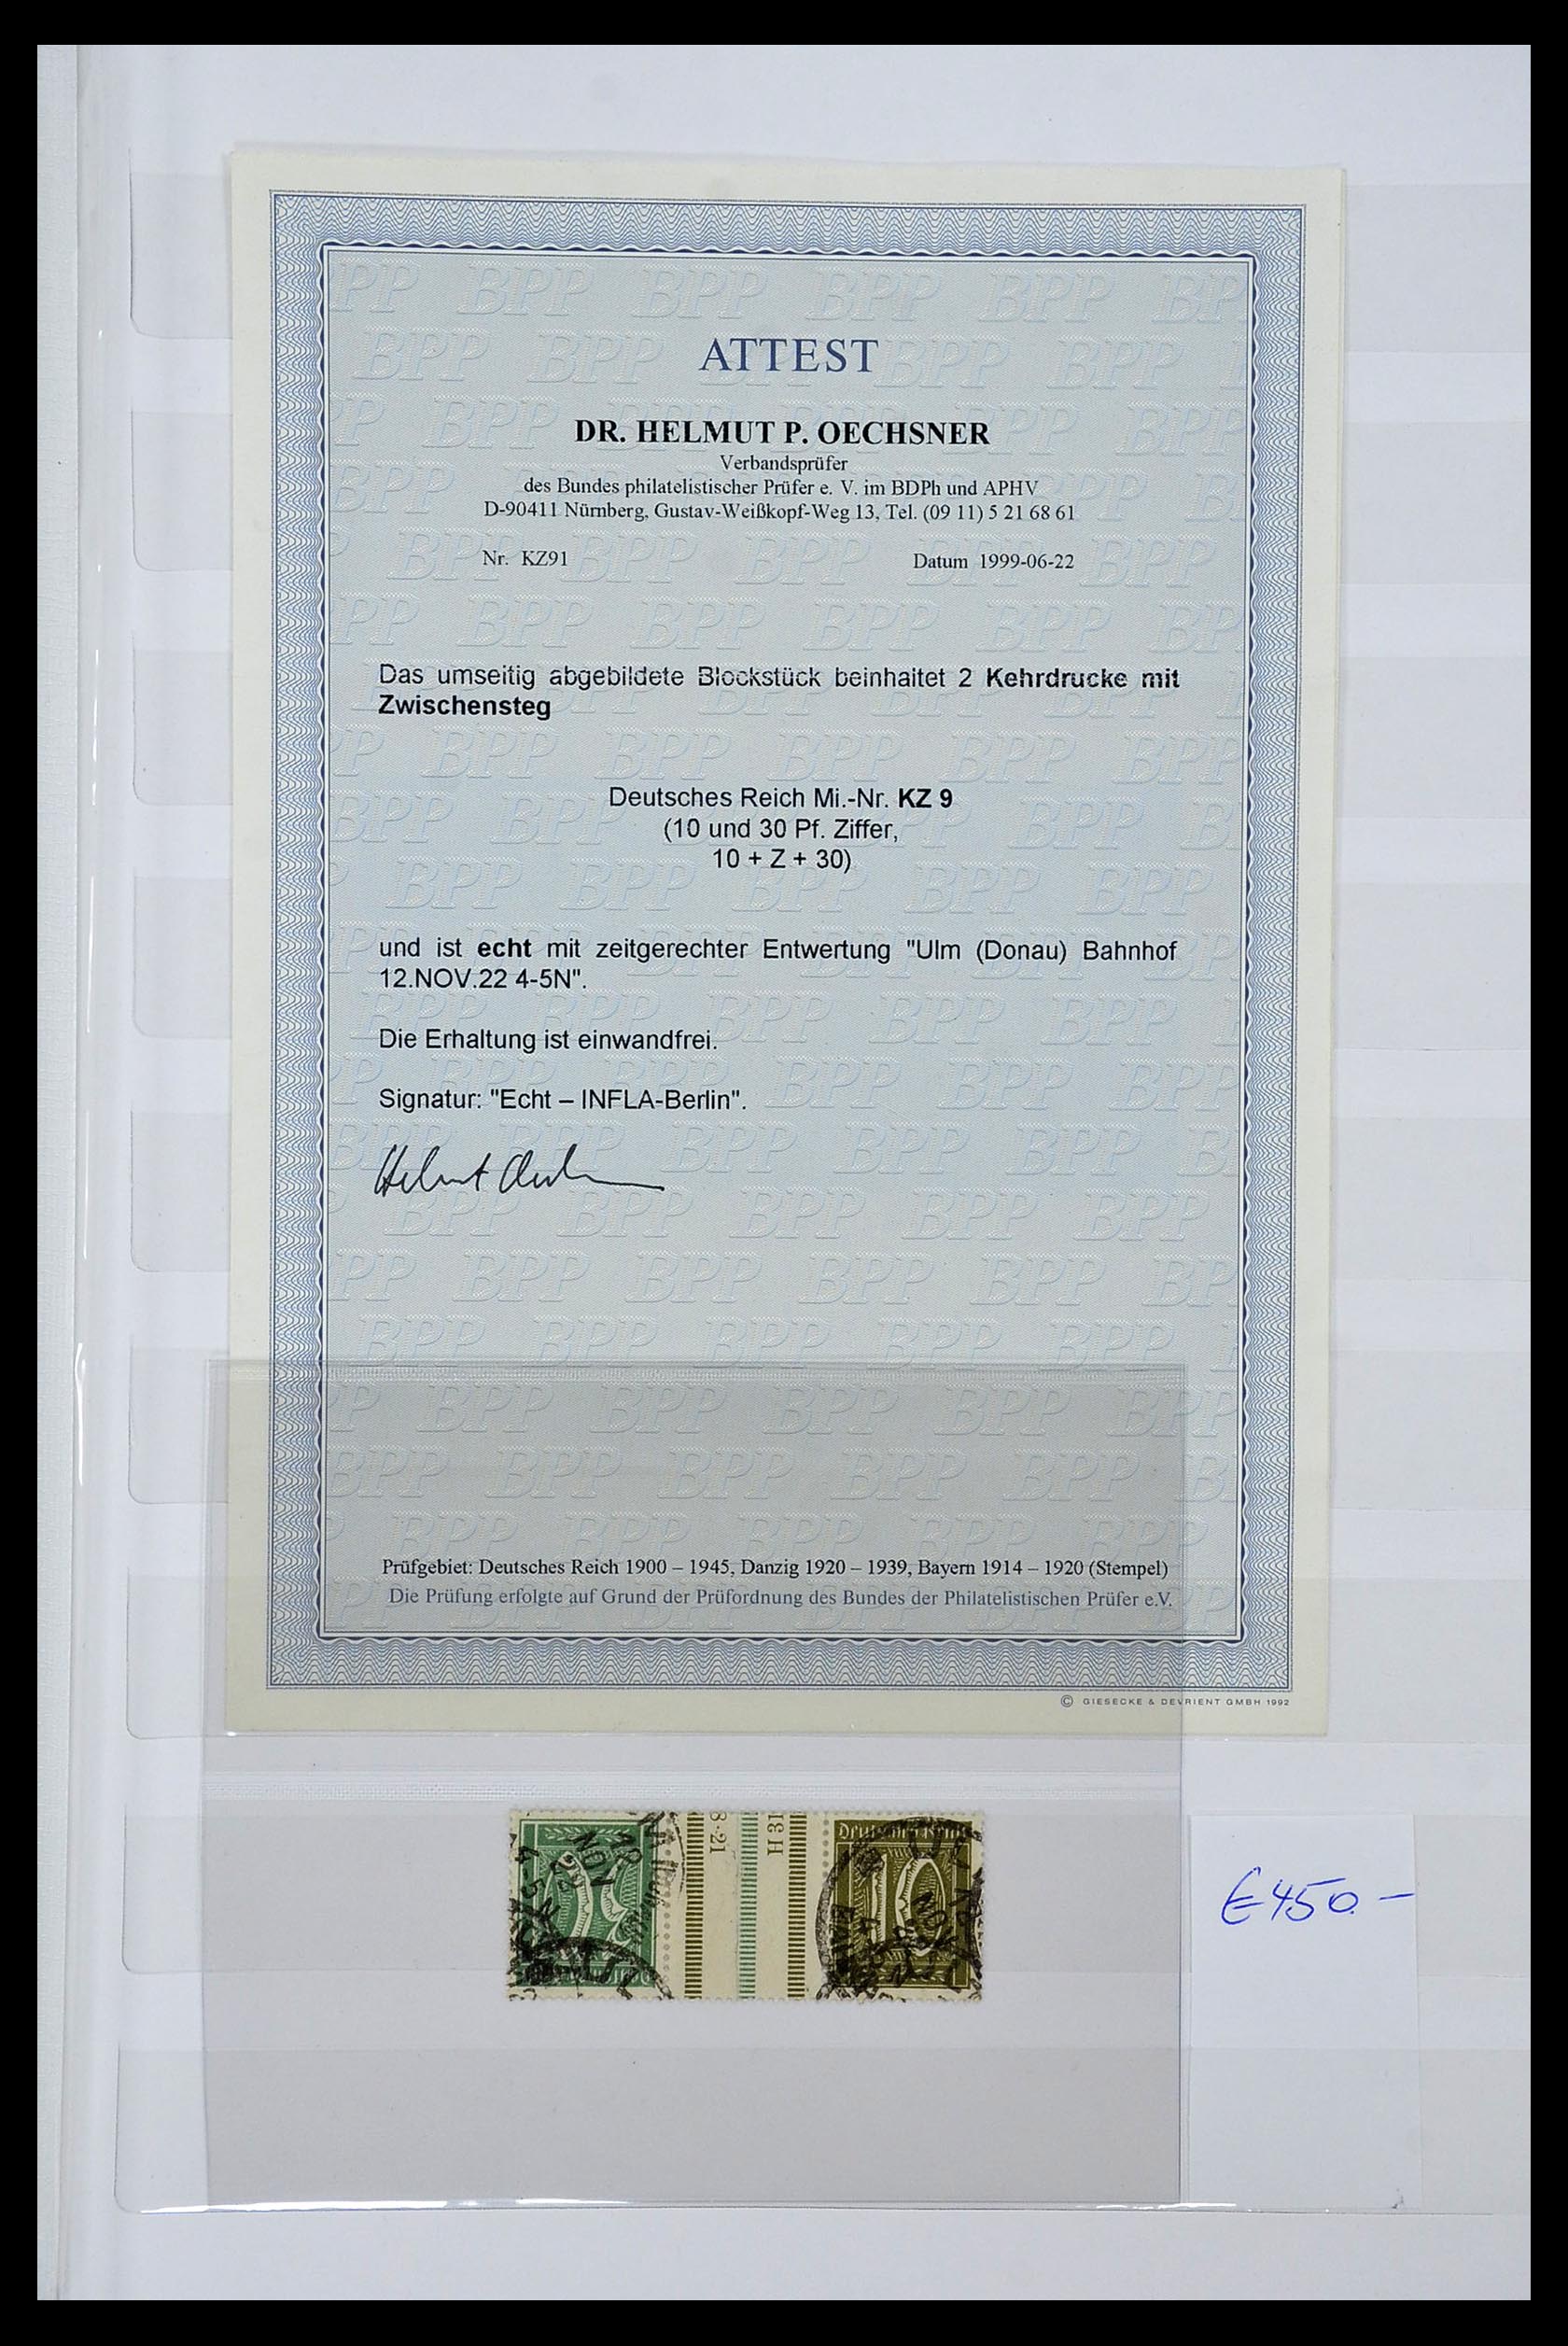 ATTEST
DR. HELMUT P. OECHSNER
Verbandsprüfer
des Bundes philatelistischer Prüfer e. V. im BDPh und APHV
D-90411 Nürnberg, Gustav-Weißkopf-Weg 13, Tel. (09 11) 5 21 68 61
Nr. KZ91 Datum 1999-06-22
Das umseitig abgebildete Blockstück beinhaltet 2 Kehrdrucke mit
Zwischensteg
Deutsches Reich Mi.-Nr. KZ 9
(10 und 30 Pf. Ziffer,
10 + Z + 30)
und ist echt mit zeitgerechter Entwertung "Ulm (Donau) Bahnhof
12.NOV.22 4-5N".
Die Erhaltung ist einwandfrei.
Signatur: "Echt – INFLA-Berlin".
Prüfgebiet: Deutsches Reich 1900 – 1945, Danzig 1920 – 1939, Bayern 1914 – 1920 (Stempel)
Die Prüfung erfolgte auf Grund der Prüfordnung des Bundes der Philatelistischen Prüfer e.V.
© GIESECKE & DEVRIENT GMBH 1992
H 31
€ 450.–